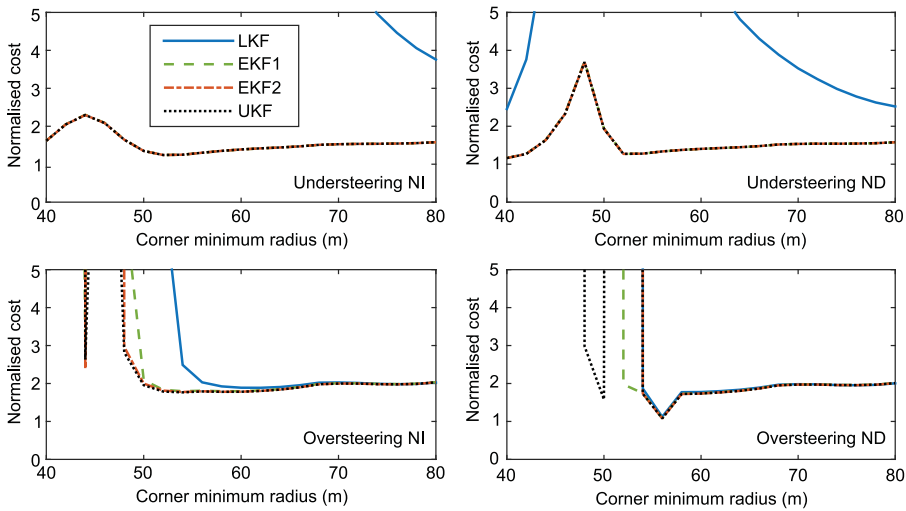 Normalised cost
5
4
3
2
1
0
LKF
EKF1
EKF2
UKF
Understeering NI
40 50 60 70 80
Corner minimum radius (m)
Normalised cost
5
4
3
2
1
0
Understeering ND
40 50 60 70 80
Corner minimum radius (m)
Normalised cost
5
4
3
2
1
0
Oversteering NI
40 50 60 70 80
Corner minimum radius (m)
Normalised cost
5
4
3
2
1
0
Oversteering ND
40 50 60 70 80
Corner minimum radius (m)